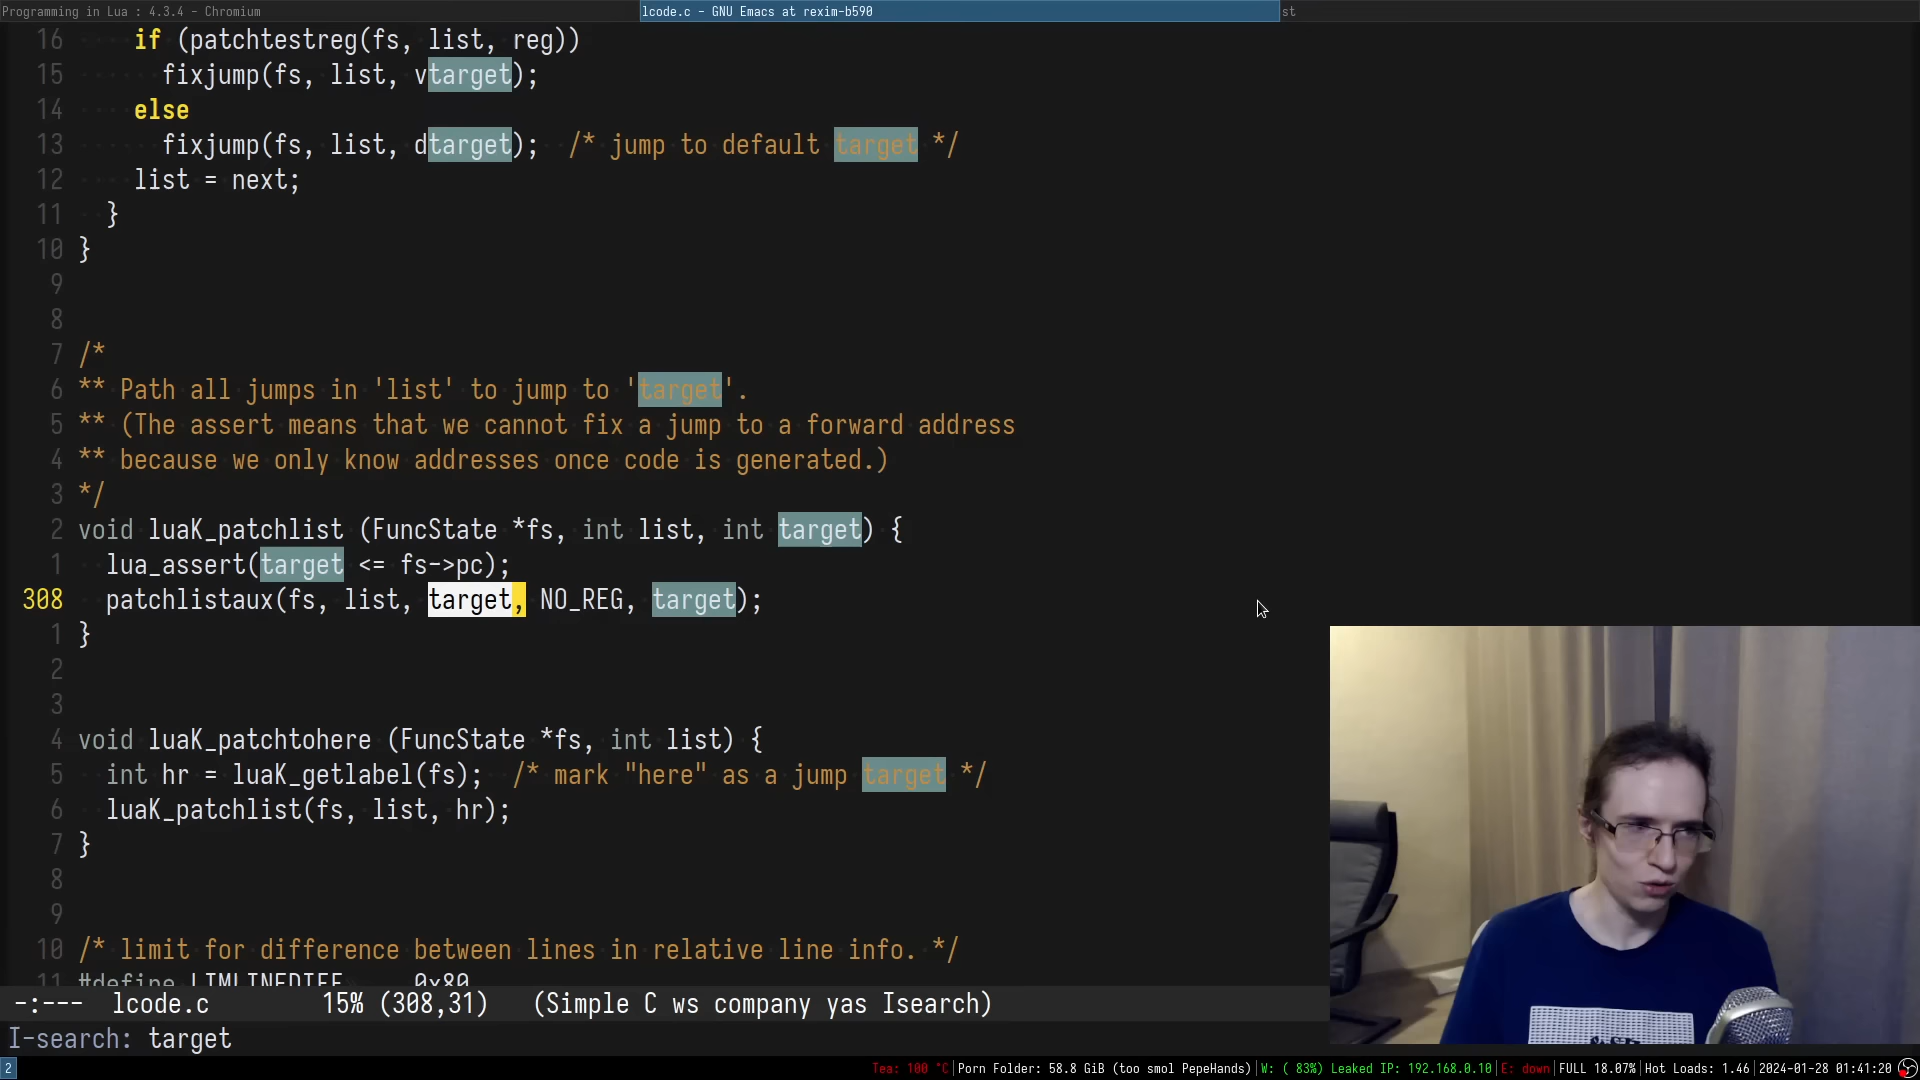 Programming in Lua : 4.3.4 - Chromium
lcode.c - GNU Emacs at rexim-b590
st
16 if (patchtestreg(fs, list, reg))
15 fixjump(fs, list, vtarget);
14 else
13 fixjump(fs, list, dtarget); /* jump to default target */
12 list = next;
11 }
10 }
9
8
7 /*
6 ** Path all jumps in 'list' to jump to 'target'.
5 ** (The assert means that we cannot fix a jump to a forward address
4 ** because we only know addresses once code is generated.)
3 */
2 void luaK_patchlist (FuncState *fs, int list, int target) {
1 lua_assert(target <= fs->pc);
308 patchlistaux(fs, list, target, NO_REG, target);
1 }
2
3
4 void luaK_patchtohere (FuncState *fs, int list) {
5 int hr = luaK_getlabel(fs); /* mark "here" as a jump target */
6 luaK_patchlist(fs, list, hr);
7 }
8
9
10 /* limit for difference between lines in relative line info. */
11 #define LIMLINEDIFF 0x80
-:--- lcode.c 15% (308,31) (Simple C ws company yas Isearch)
I-search: target
2
Tea: 100 °C|Porn Folder: 58.8 GiB (too smol PepeHands)|W: ( 83%) Leaked IP: 192.168.0.10|E: down|FULL 18.07%|Hot Loads: 1.46|2024-01-28 01:41:20